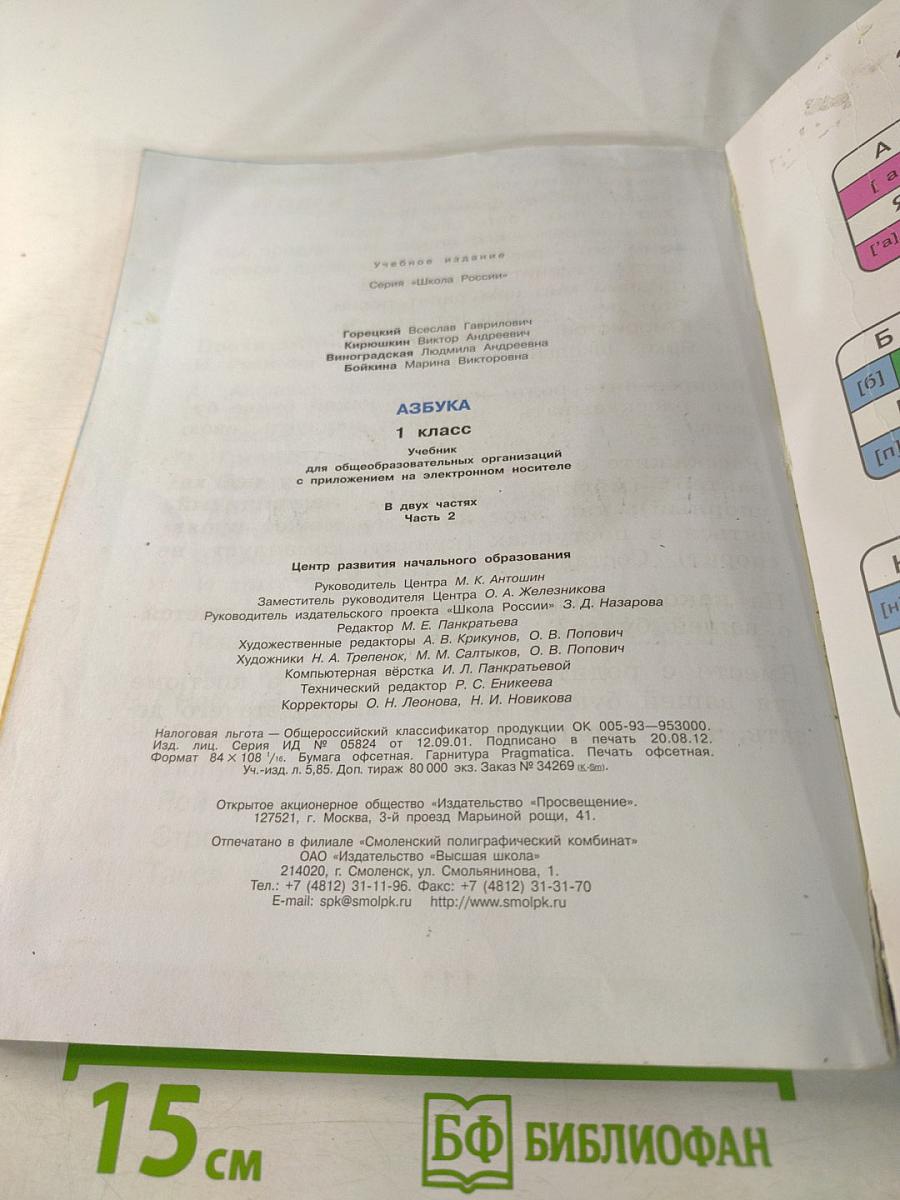 Учебное издание
Серия «Школа России»
Горецкий Всеслав Гаврилович
Кирюшкин Виктор Андреевич
Виноградская Людмила Андреевна
Бойкина Марина Викторовна
АЗБУКА
1 класс
Учебник
для общеобразовательных организаций
с приложением на электронном носителе
В двух частях
Часть 2
Центр развития начального образования
Руководитель Центра М. К. Антошин
Заместитель руководителя Центра О. А. Железникова
Руководитель издательского проекта «Школа России» З. Д. Назарова
Редактор М. Е. Панкратьева
Художественные редакторы А. В. Крикунов, О. В. Попович
Художники Н. А. Трепенок, М. М. Салтыков, О. В. Попович
Компьютерная вёрстка И. Л. Панкратьевой
Технический редактор Р. С. Еникеева
Корректоры О. Н. Леонова, Н. И. Новикова
Налоговая льгота — Общероссийский классификатор продукции ОК 005-93—953000.
Изд. лиц. Серия ИД № 05824 от 12.09.01. Подписано в печать 20.08.12.
Формат 84×108 1/16. Бумага офсетная. Гарнитура Pragmatica. Печать офсетная.
Уч.-изд. л. 5,85. Доп. тираж 80 000 экз. Заказ № 34269 (K-Sm).
Открытое акционерное общество «Издательство «Просвещение».
127521, г. Москва, 3-й проезд Марьиной рощи, 41.
Отпечатано в филиале «Смоленский полиграфический комбинат»
ОАО «Издательство «Высшая школа»
214020, г. Смоленск, ул. Смольянинова, 1.
Тел.: +7 (4812) 31-11-96. Факс: +7 (4812) 31-31-70
E-mail: spk@smolpk.ru http://www.smolpk.ru
А
[а
['а]
Б
[б]
[п]
[н]
15 см
БФ БИБЛИОФАН